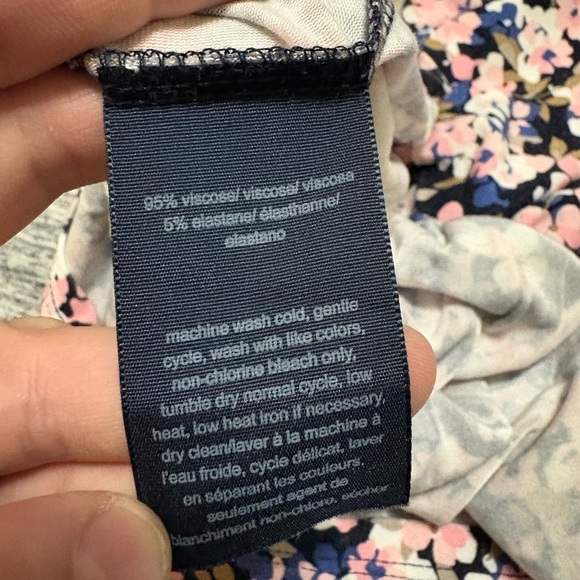 95% viscose/ viscose/ viscosa
5% elastane/ élasthanne/
elastano
machine wash cold, gentle
cycle, wash with like colors,
non-chlorine bleach only,
tumble dry normal cycle, low
heat, low heat iron if necessary,
dry clean/laver à la machine à
l'eau froide, cycle délicat, laver
en séparant les couleurs,
seulement agent de
blanchiment non-chlore, sécher